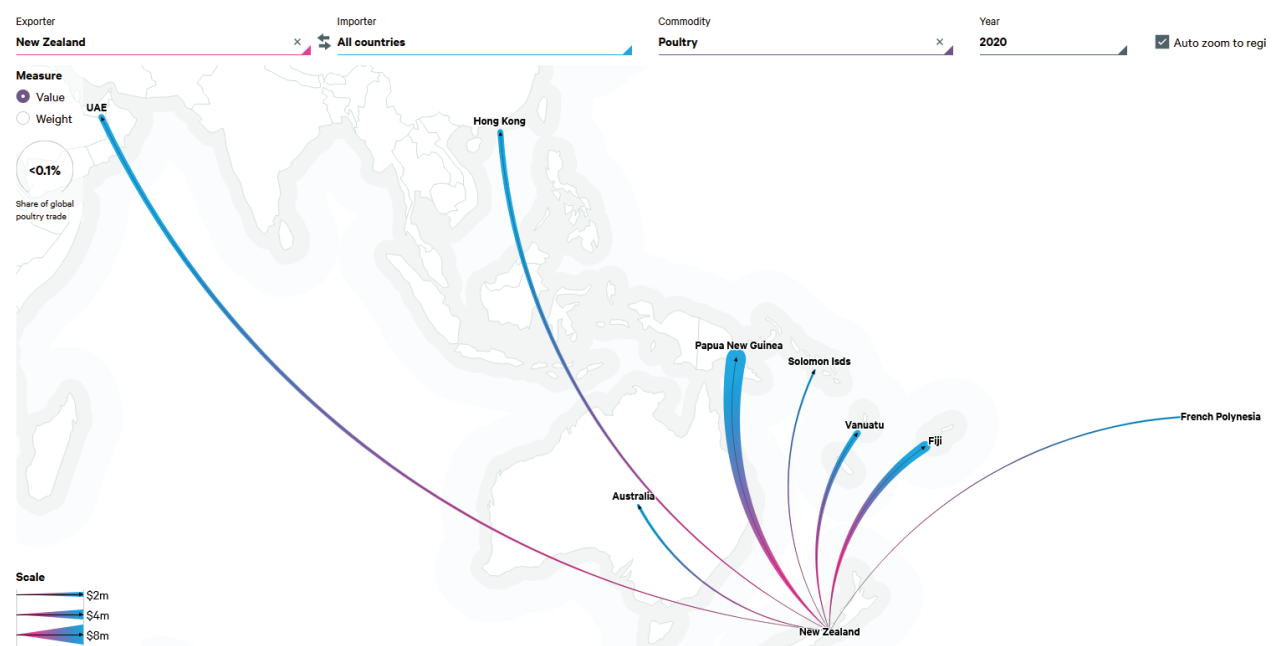 Exporter
Importer
Commodity
Year
New Zealand
All countries
Poultry
2020
Auto zoom to regi
Measure
Value
Weight
<0.1%
Share of global
poultry trade
UAE
Hong Kong
Papua New Guinea
Solomon Isds
French Polynesia
Vanuatu
Fiji
Australia
New Zealand
Scale
$2m
$4m
$8m